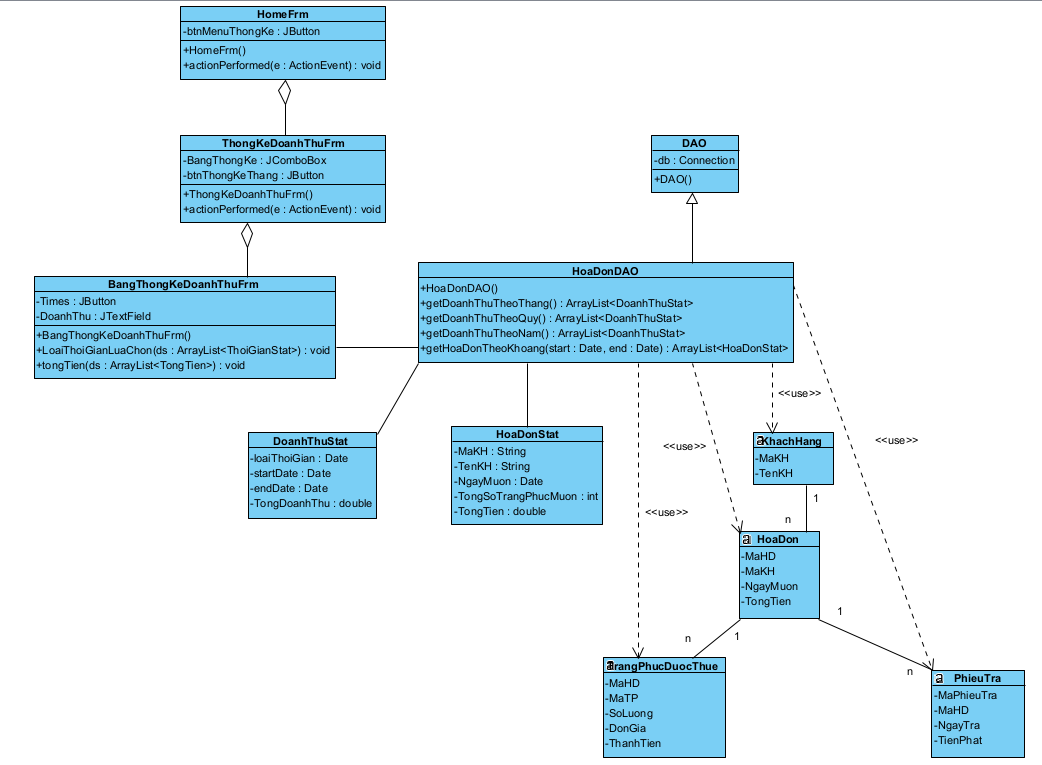 HomeFrm
-btnMenuThongKe : JButton
+HomeFrm()
+actionPerformed(e : ActionEvent) : void
ThongKeDoanhThuFrm
-BangThongKe : JComboBox
-btnThongKeThang : JButton
+ThongKeDoanhThuFrm()
+actionPerformed(e : ActionEvent) : void
DAO
-db : Connection
+DAO()
BangThongKeDoanhThuFrm
-Times : JButton
-DoanhThu : JTextField
+BangThongKeDoanhThuFrm()
+LoaiThoiGianLuaChon(ds : ArrayList<ThoiGianStat>) : void
+tongTien(ds : ArrayList<TongTien>) : void
HoaDonDAO
+HoaDonDAO()
+getDoanhThuTheoThang() : ArrayList<DoanhThuStat>
+getDoanhThuTheoQuy() : ArrayList<DoanhThuStat>
+getDoanhThuTheoNam() : ArrayList<DoanhThuStat>
+getHoaDonTheoKhoang(start : Date, end : Date) : ArrayList<HoaDonStat>
DoanhThuStat
-loaiThoiGian : Date
-startDate : Date
-endDate : Date
-TongDoanhThu : double
HoaDonStat
-MaKH : String
-TenKH : String
-NgayMuon : Date
-TongSoTrangPhucMuon : int
-TongTien : double
<<use>>
<<use>>
<<use>>
<<use>>
a
KhachHang
-MaKH
-TenKH
1
n
a
HoaDon
-MaHD
-MaKH
-NgayMuon
-TongTien
1
n
1
n
a
TrangPhucDuocThue
-MaHD
-MaTP
-SoLuong
-DonGia
-ThanhTien
a
PhieuTra
-MaPhieuTra
-MaHD
-NgayTra
-TienPhat